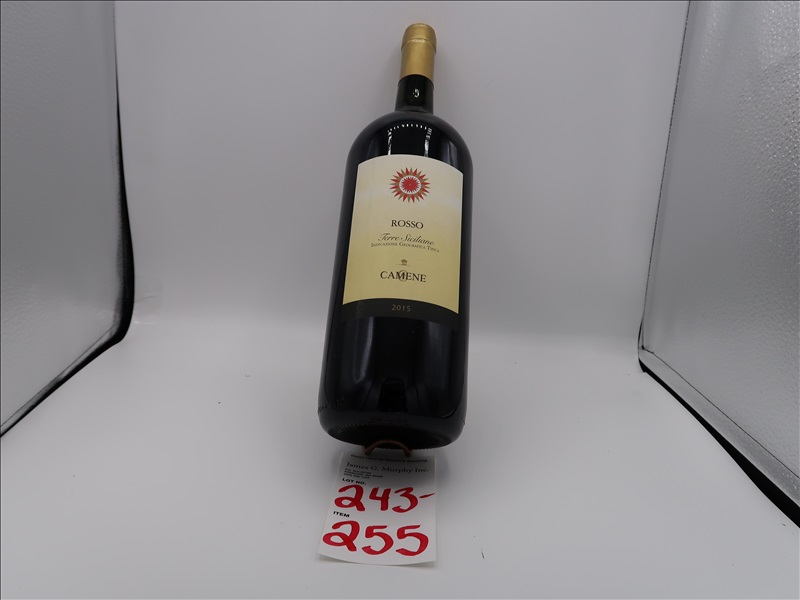 ROSSO
Terre Siciliane
INDICAZIONE GEOGRAFICA TIPICA
CAMENE
2015
James G. Murphy Inc.
LOT NO.
243-
ITEM
255